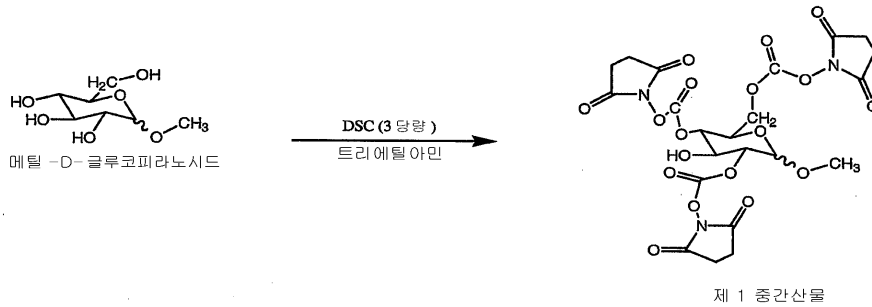 H₂C OH
HO O
HO
HO O CH₃
메틸 -D-글루코피라노시드
DSC (3 당량 )
트리에틸아민
O O
O C O N
O O
N O C O O
O
O CH₂
O O
HO
O O O CH₃
C
O
N
O O
제 1 중간산물